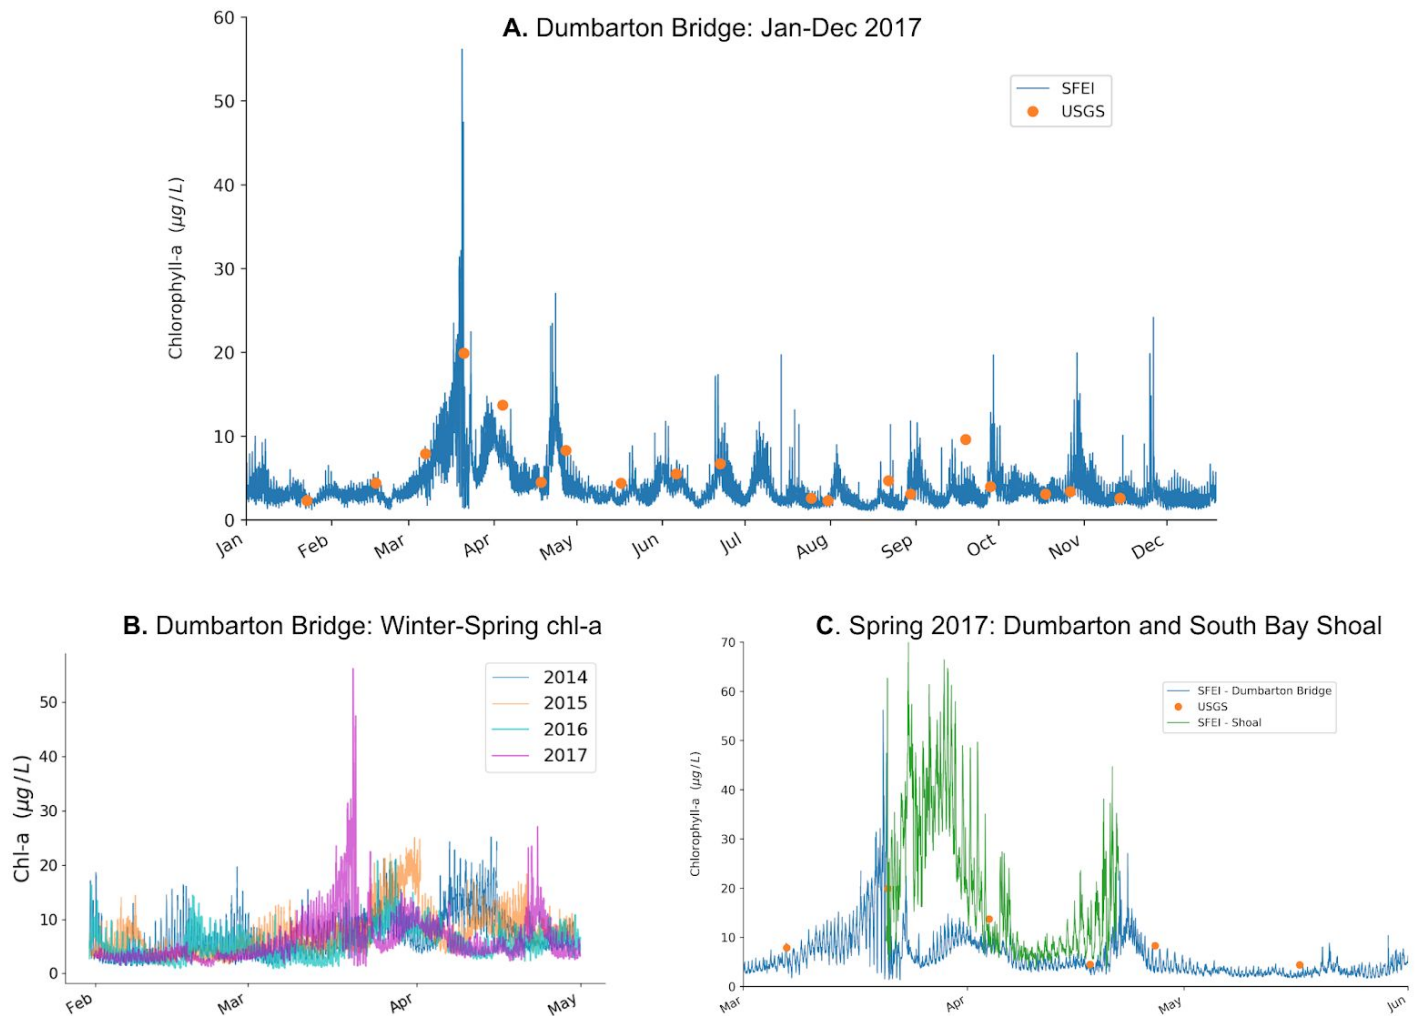 A. Dumbarton Bridge: Jan-Dec 2017
60
50
40
30
20
10
0
Chlorophyll-a (μg / L)
SFEI
USGS
Jan
Feb
Mar
Apr
May
Jun
Jul
Aug
Sep
Oct
Nov
Dec
B. Dumbarton Bridge: Winter-Spring chl-a
50
40
30
20
10
0
Chl-a (μg / L)
2014
2015
2016
2017
Feb
Mar
Apr
May
C. Spring 2017: Dumbarton and South Bay Shoal
70
60
50
40
30
20
10
0
Chlorophyll-a (μg / L)
SFEI - Dumbarton Bridge
USGS
SFEI - Shoal
Mar
Apr
May
Jun